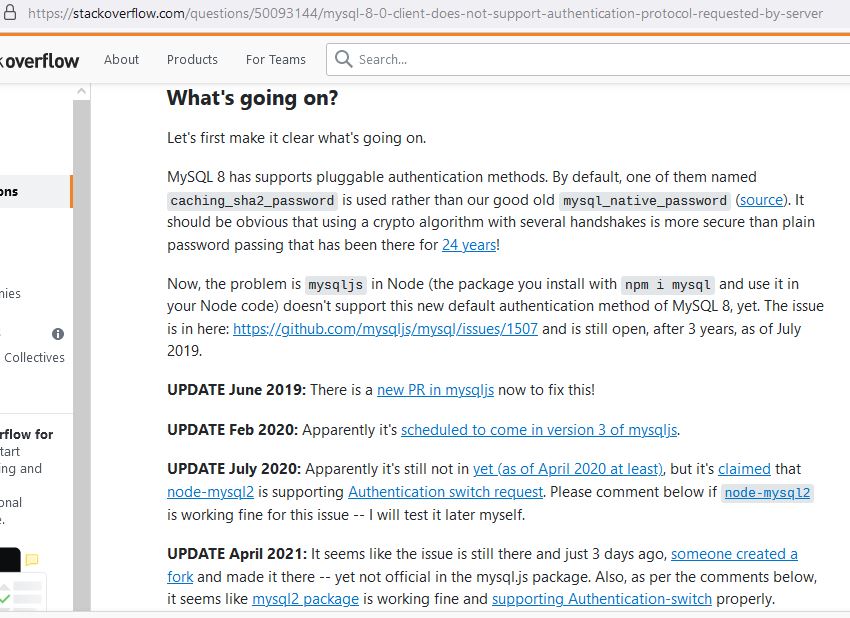 https://stackoverflow.com/questions/50093144/mysql-8-0-client-does-not-support-authentication-protocol-requested-by-server
overflow
About
Products
For Teams
Search...
ons
nies
Collectives
rflow for
tart
ing and
onal
What's going on?
Let's first make it clear what's going on.
MySQL 8 has supports pluggable authentication methods. By default, one of them named
caching_sha2_password is used rather than our good old mysql_native_password (source). It
should be obvious that using a crypto algorithm with several handshakes is more secure than plain
password passing that has been there for 24 years!
Now, the problem is mysqljs in Node (the package you install with npm i mysql and use it in
your Node code) doesn't support this new default authentication method of MySQL 8, yet. The issue
is in here: https://github.com/mysqljs/mysql/issues/1507 and is still open, after 3 years, as of July
2019.
UPDATE June 2019: There is a new PR in mysqljs now to fix this!
UPDATE Feb 2020: Apparently it's scheduled to come in version 3 of mysqljs.
UPDATE July 2020: Apparently it's still not in yet (as of April 2020 at least), but it's claimed that
node-mysql2 is supporting Authentication switch request. Please comment below if node-mysql2
is working fine for this issue -- I will test it later myself.
UPDATE April 2021: It seems like the issue is still there and just 3 days ago, someone created a
fork and made it there -- yet not official in the mysql.js package. Also, as per the comments below,
it seems like mysql2 package is working fine and supporting Authentication-switch properly.